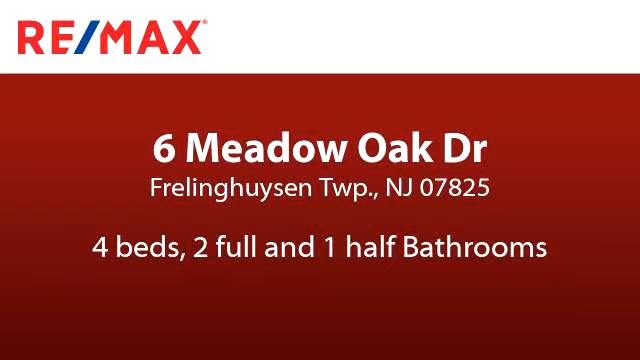 RE/MAX®
6 Meadow Oak Dr
Frelinghuysen Twp., NJ 07825
4 beds, 2 full and 1 half Bathrooms